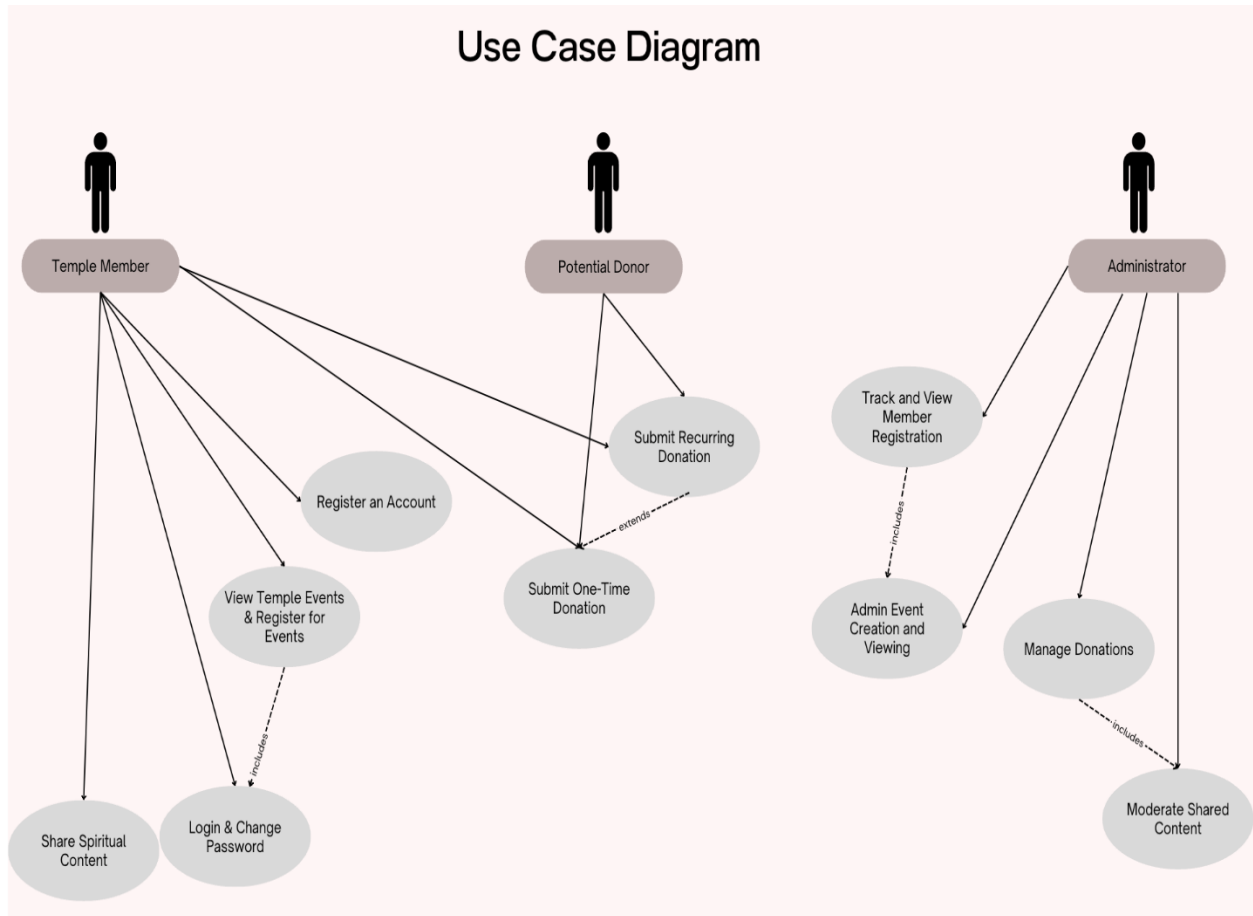 Use Case Diagram
Temple Member
Potential Donor
Administrator
Track and View
Member
Registration
Submit Recurring
Donation
Register an Account
extends
includes
View Temple Events
& Register for
Events
Submit One-Time
Donation
Admin Event
Creation and
Viewing
Manage Donations
includes
includes
Share Spiritual
Content
Login & Change
Password
Moderate Shared
Content